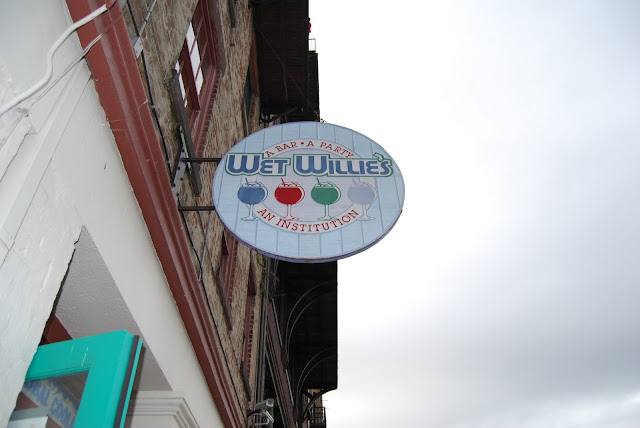 A BAR • A PARTY
WET WILLIE'S
AN INSTITUTION